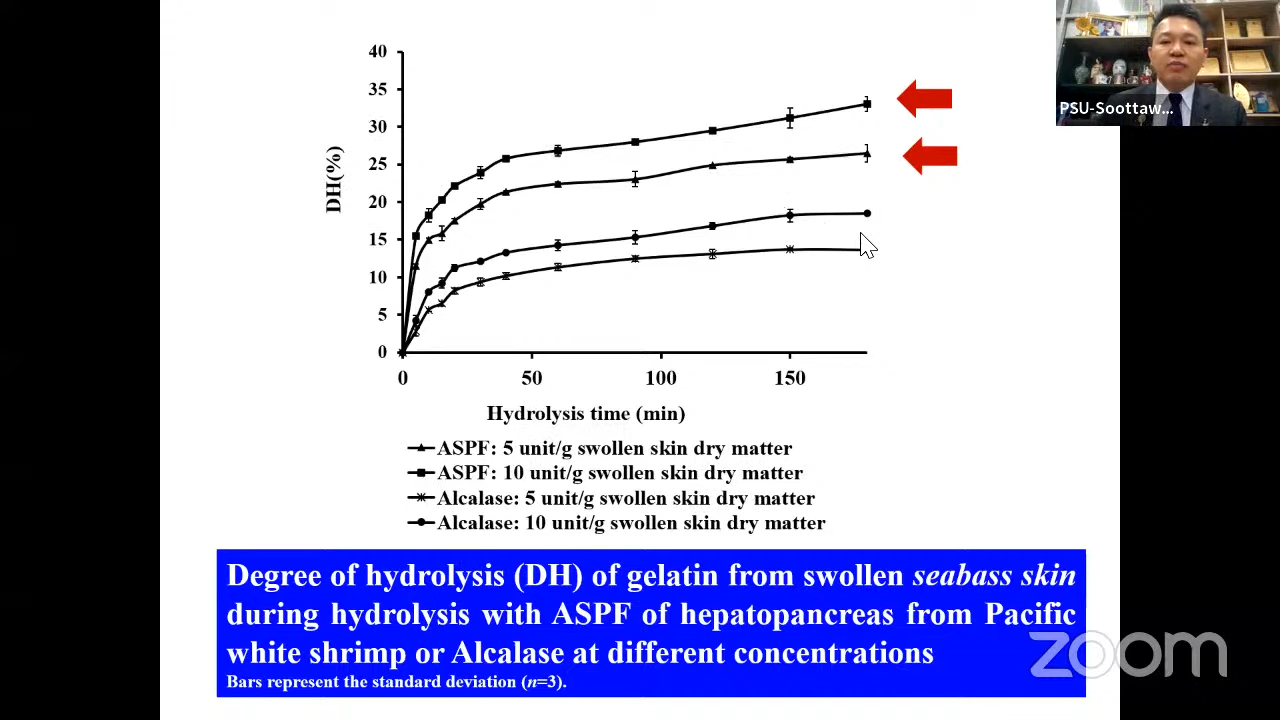 40
35
30
25
20
15
10
5
0
DH(%)
0 50 100 150
Hydrolysis time (min)
ASPF: 5 unit/g swollen skin dry matter
ASPF: 10 unit/g swollen skin dry matter
Alcalase: 5 unit/g swollen skin dry matter
Alcalase: 10 unit/g swollen skin dry matter
Degree of hydrolysis (DH) of gelatin from swollen seabass skin
during hydrolysis with ASPF of hepatopancreas from Pacific
white shrimp or Alcalase at different concentrations
Bars represent the standard deviation (n=3).
PSU-Soottaw...
zoom